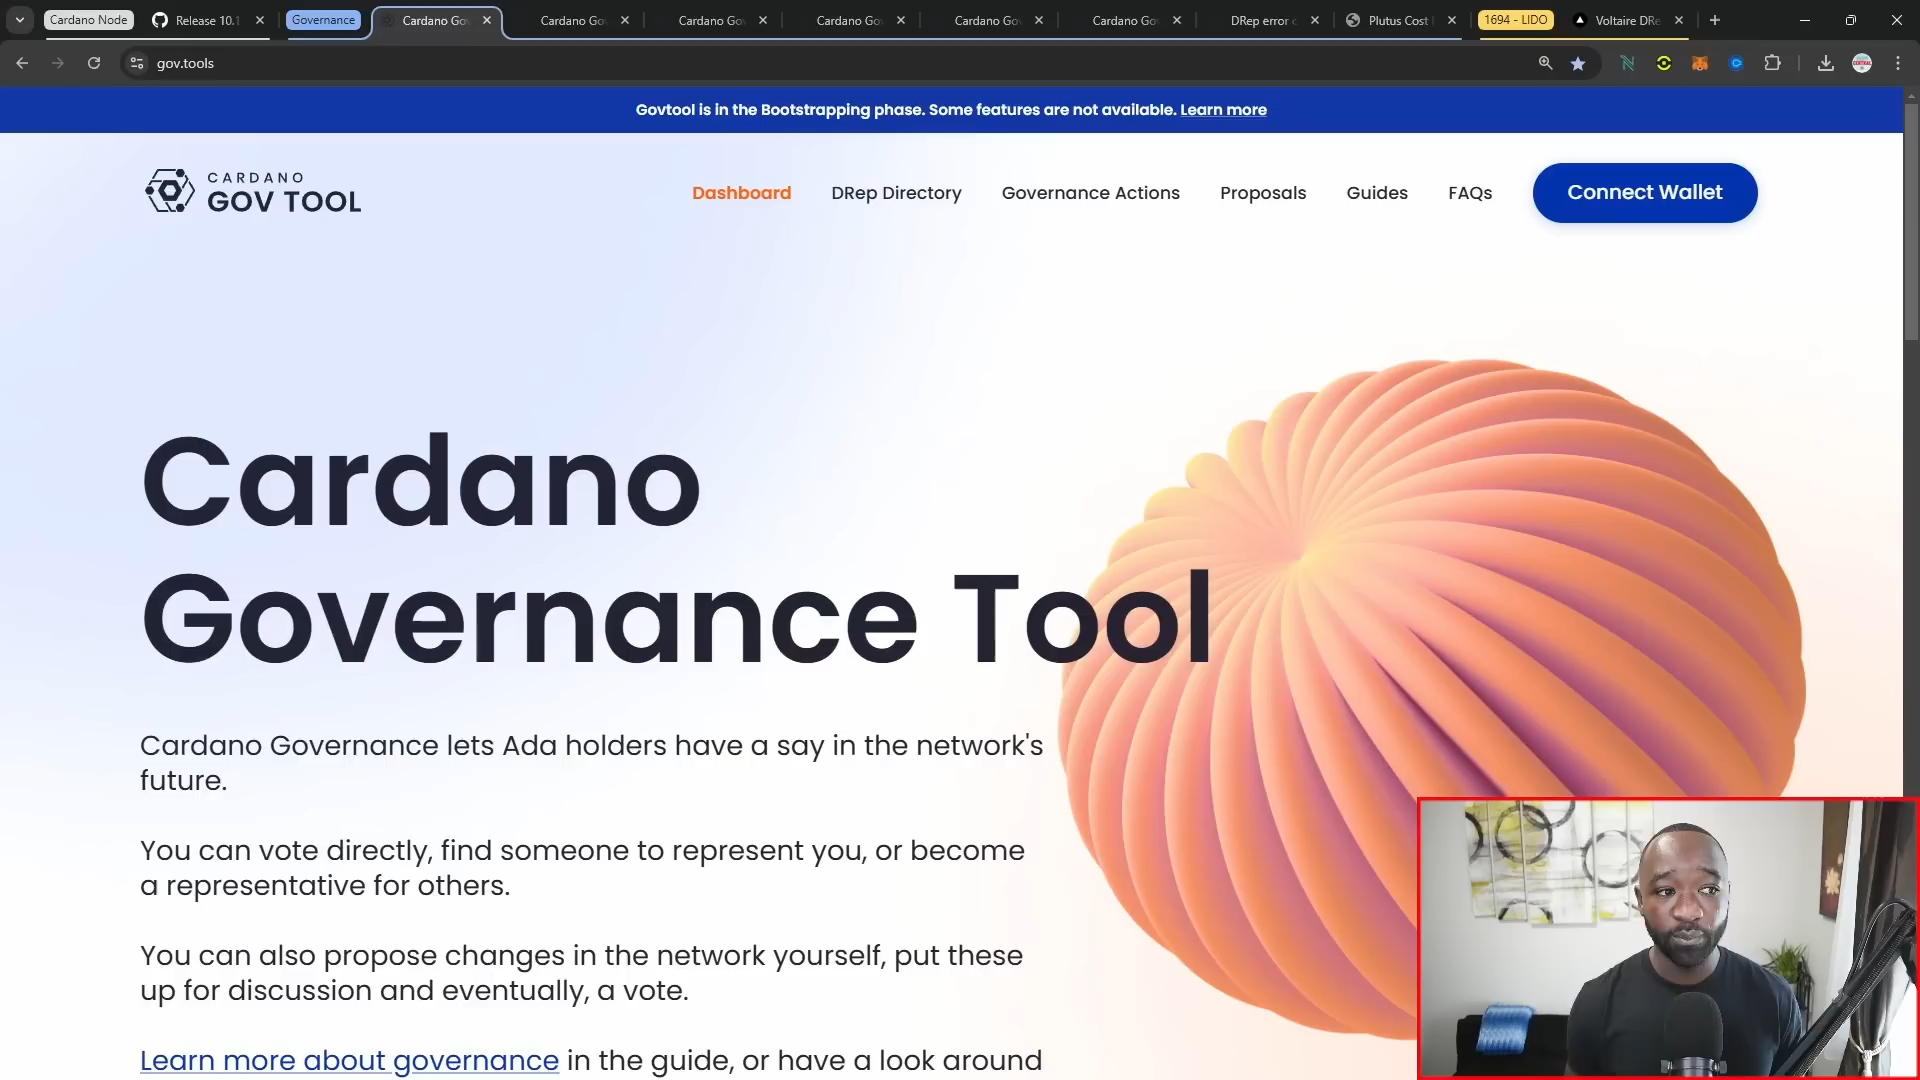 Cardano Node
Release 10.1
Governance
Cardano Go
Cardano Go
Cardano Go
Cardano Go
Cardano Go
Cardano Go
DRep error
Plutus Cost
1694 - LIDO
Voltaire DRe
gov.tools
Govtool is in the Bootstrapping phase. Some features are not available. Learn more
CARDANO
GOV TOOL
Dashboard
DRep Directory
Governance Actions
Proposals
Guides
FAQs
Connect Wallet
Cardano
Governance Tool
Cardano Governance lets Ada holders have a say in the network's
future.
You can vote directly, find someone to represent you, or become
a representative for others.
You can also propose changes in the network yourself, put these
up for discussion and eventually, a vote.
Learn more about governance in the guide, or have a look around